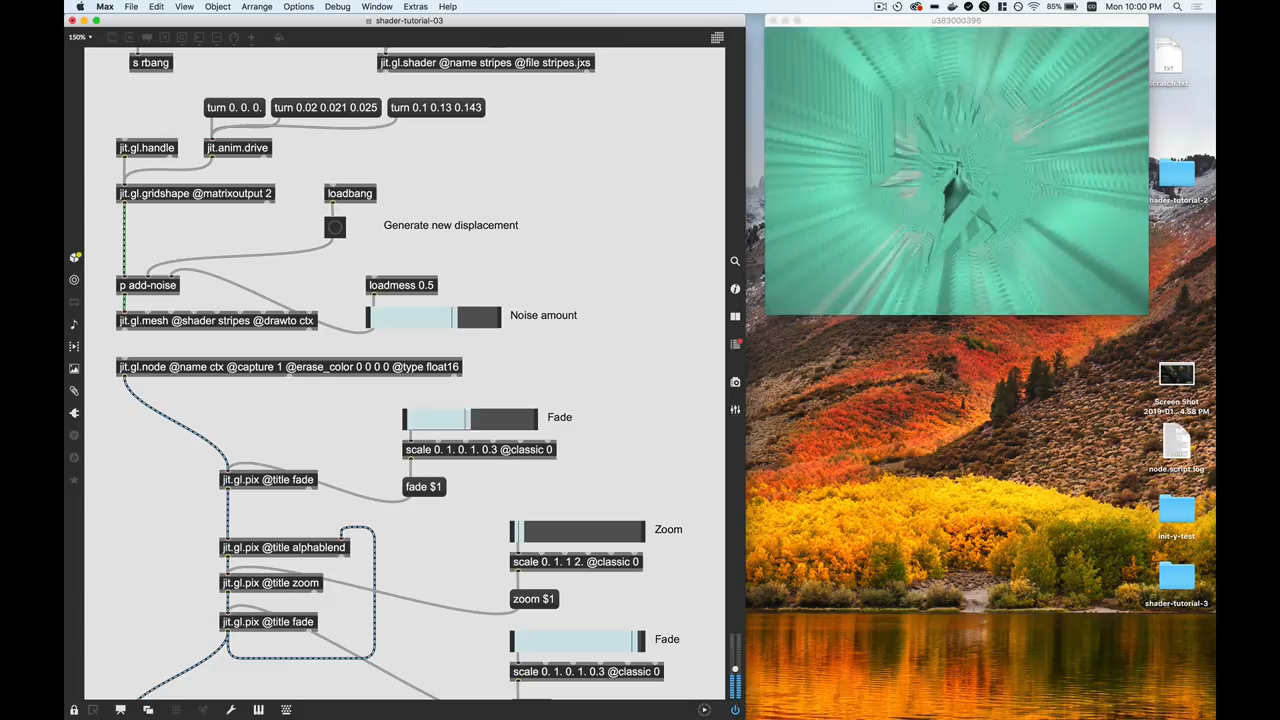 Max File Edit View Object Arrange Options Debug Window Extras Help
85% Mon 10:00 PM
shader-tutorial-03
u383000396
150%
s rbang
jit.gl.shader @name stripes @file stripes.jxs
turn 0. 0. 0.
turn 0.02 0.021 0.025
turn 0.1 0.13 0.143
jit.gl.handle
jit.anim.drive
jit.gl.gridshape @matrixoutput 2
loadbang
Generate new displacement
p add-noise
loadmess 0.5
jit.gl.mesh @shader stripes @drawto ctx
Noise amount
jit.gl.node @name ctx @capture 1 @erase_color 0 0 0 0 @type float16
Fade
scale 0. 1. 0. 1. 0.3 @classic 0
jit.gl.pix @title fade
fade $1
Zoom
jit.gl.pix @title alphablend
scale 0. 1. 1 2. @classic 0
jit.gl.pix @title zoom
zoom $1
jit.gl.pix @title fade
Fade
scale 0. 1. 0. 1. 0.3 @classic 0
TXT
scratch.txt
shader-tutorial-2
Screen Shot
2019-01...4.58 PM
LOG
node.script.log
init-y-test
shader-tutorial-3